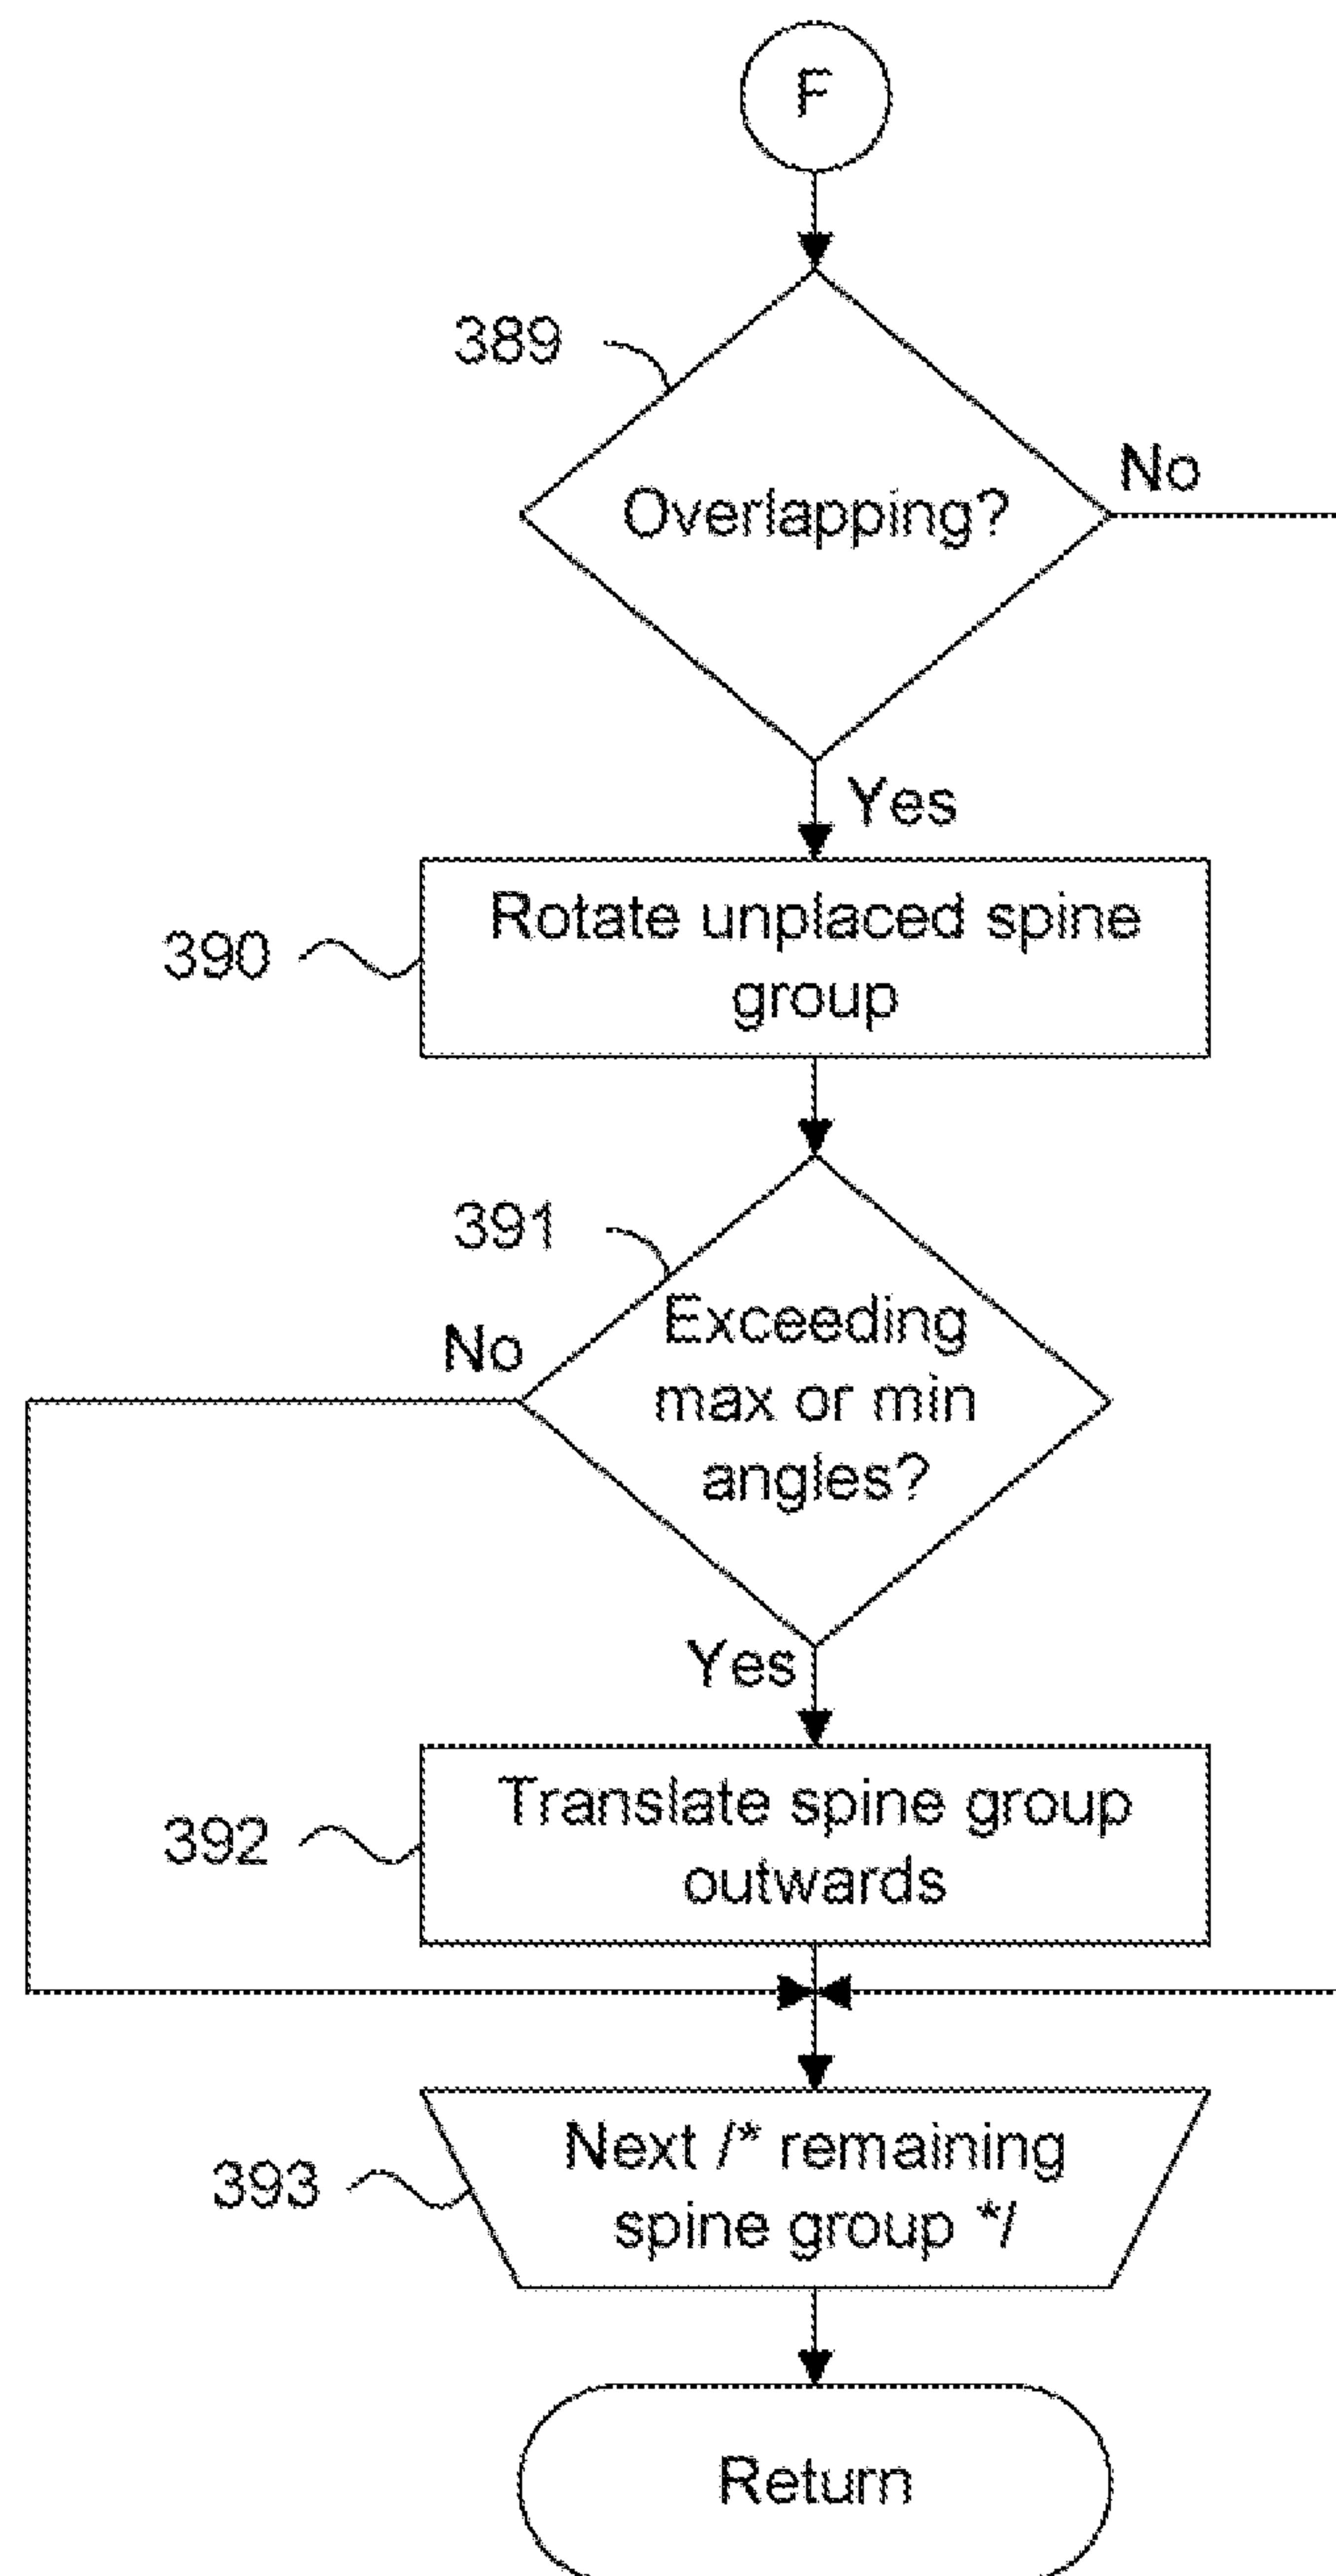 F
389
Overlapping?
No
Yes
390
Rotate unplaced spine
group
391
Exceeding
max or min
angles?
No
Yes
392
Translate spine group
outwards
393
Next /* remaining
spine group */
Return